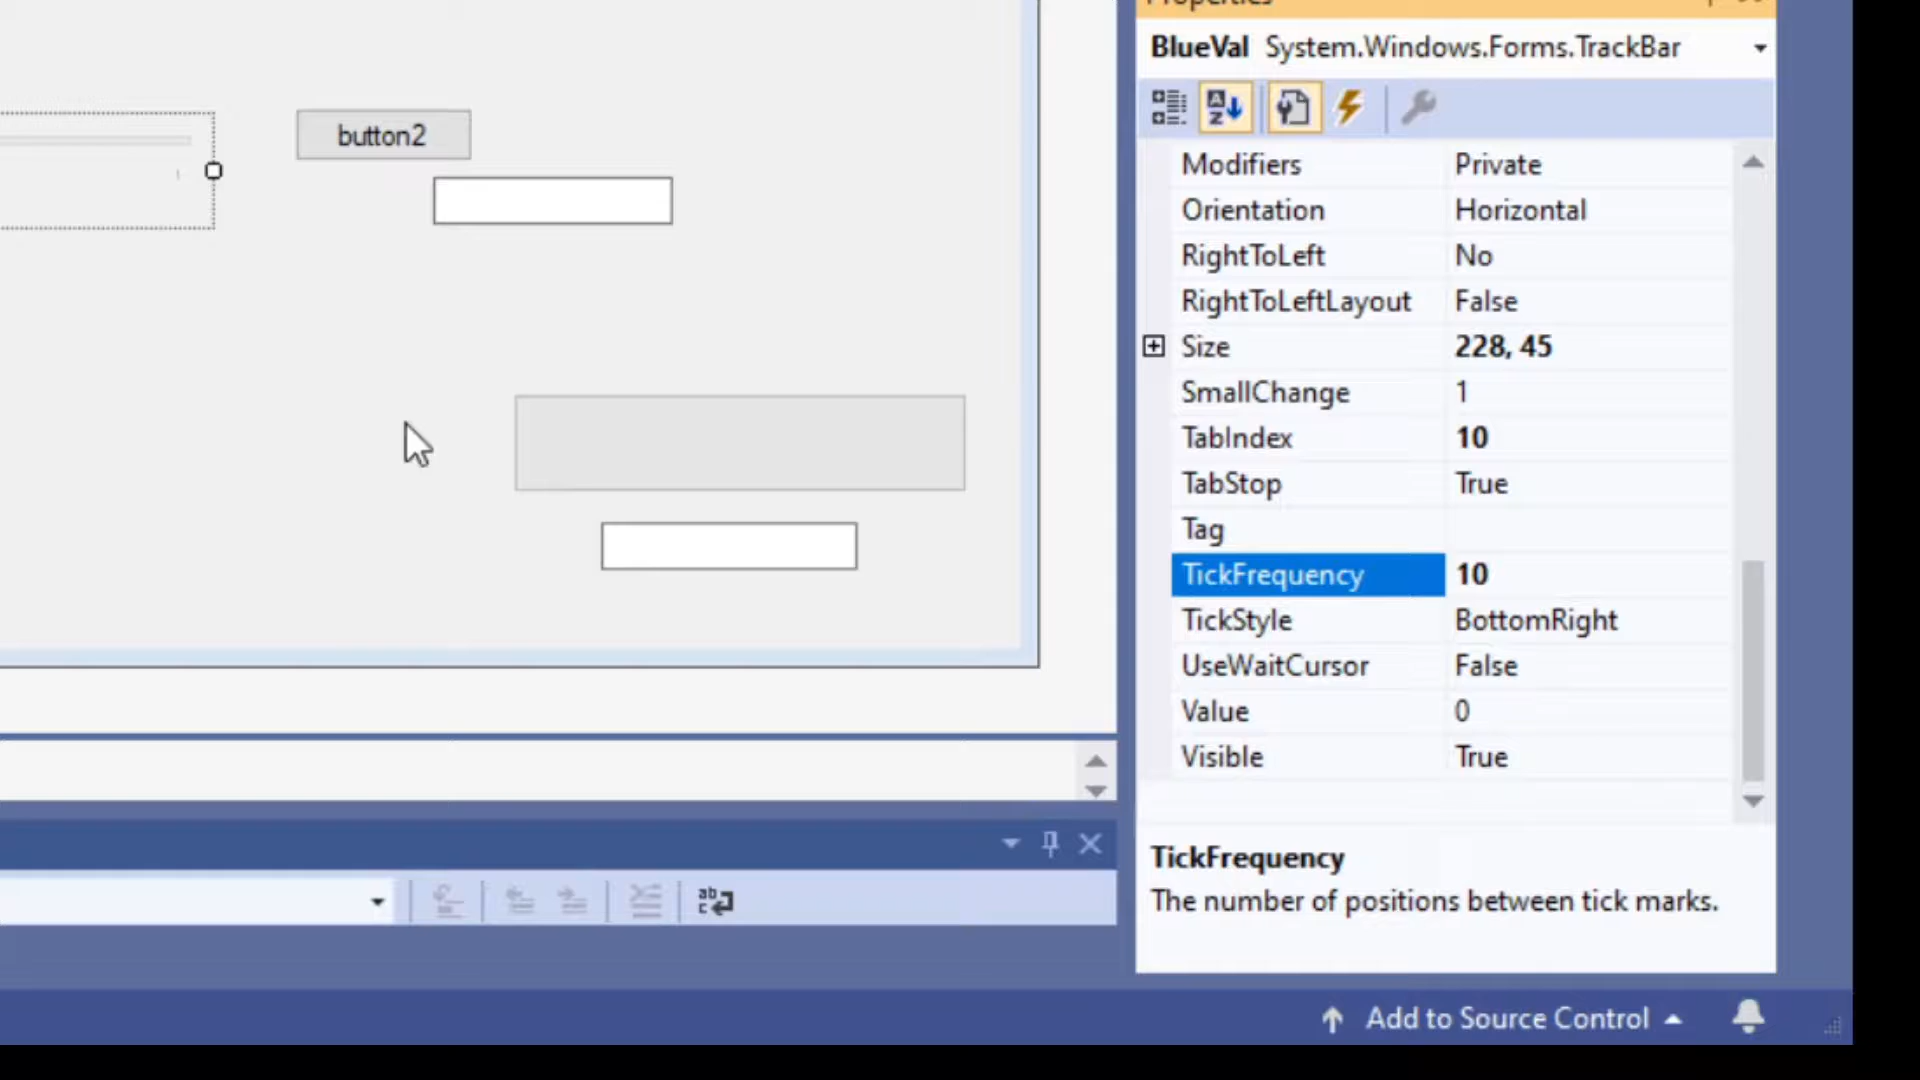 Properties
BlueVal System.Windows.Forms.TrackBar
button2
Modifiers Private
Orientation Horizontal
RightToLeft No
RightToLeftLayout False
Size 228, 45
SmallChange 1
TabIndex 10
TabStop True
Tag
TickFrequency 10
TickStyle BottomRight
UseWaitCursor False
Value 0
Visible True
TickFrequency
The number of positions between tick marks.
Add to Source Control